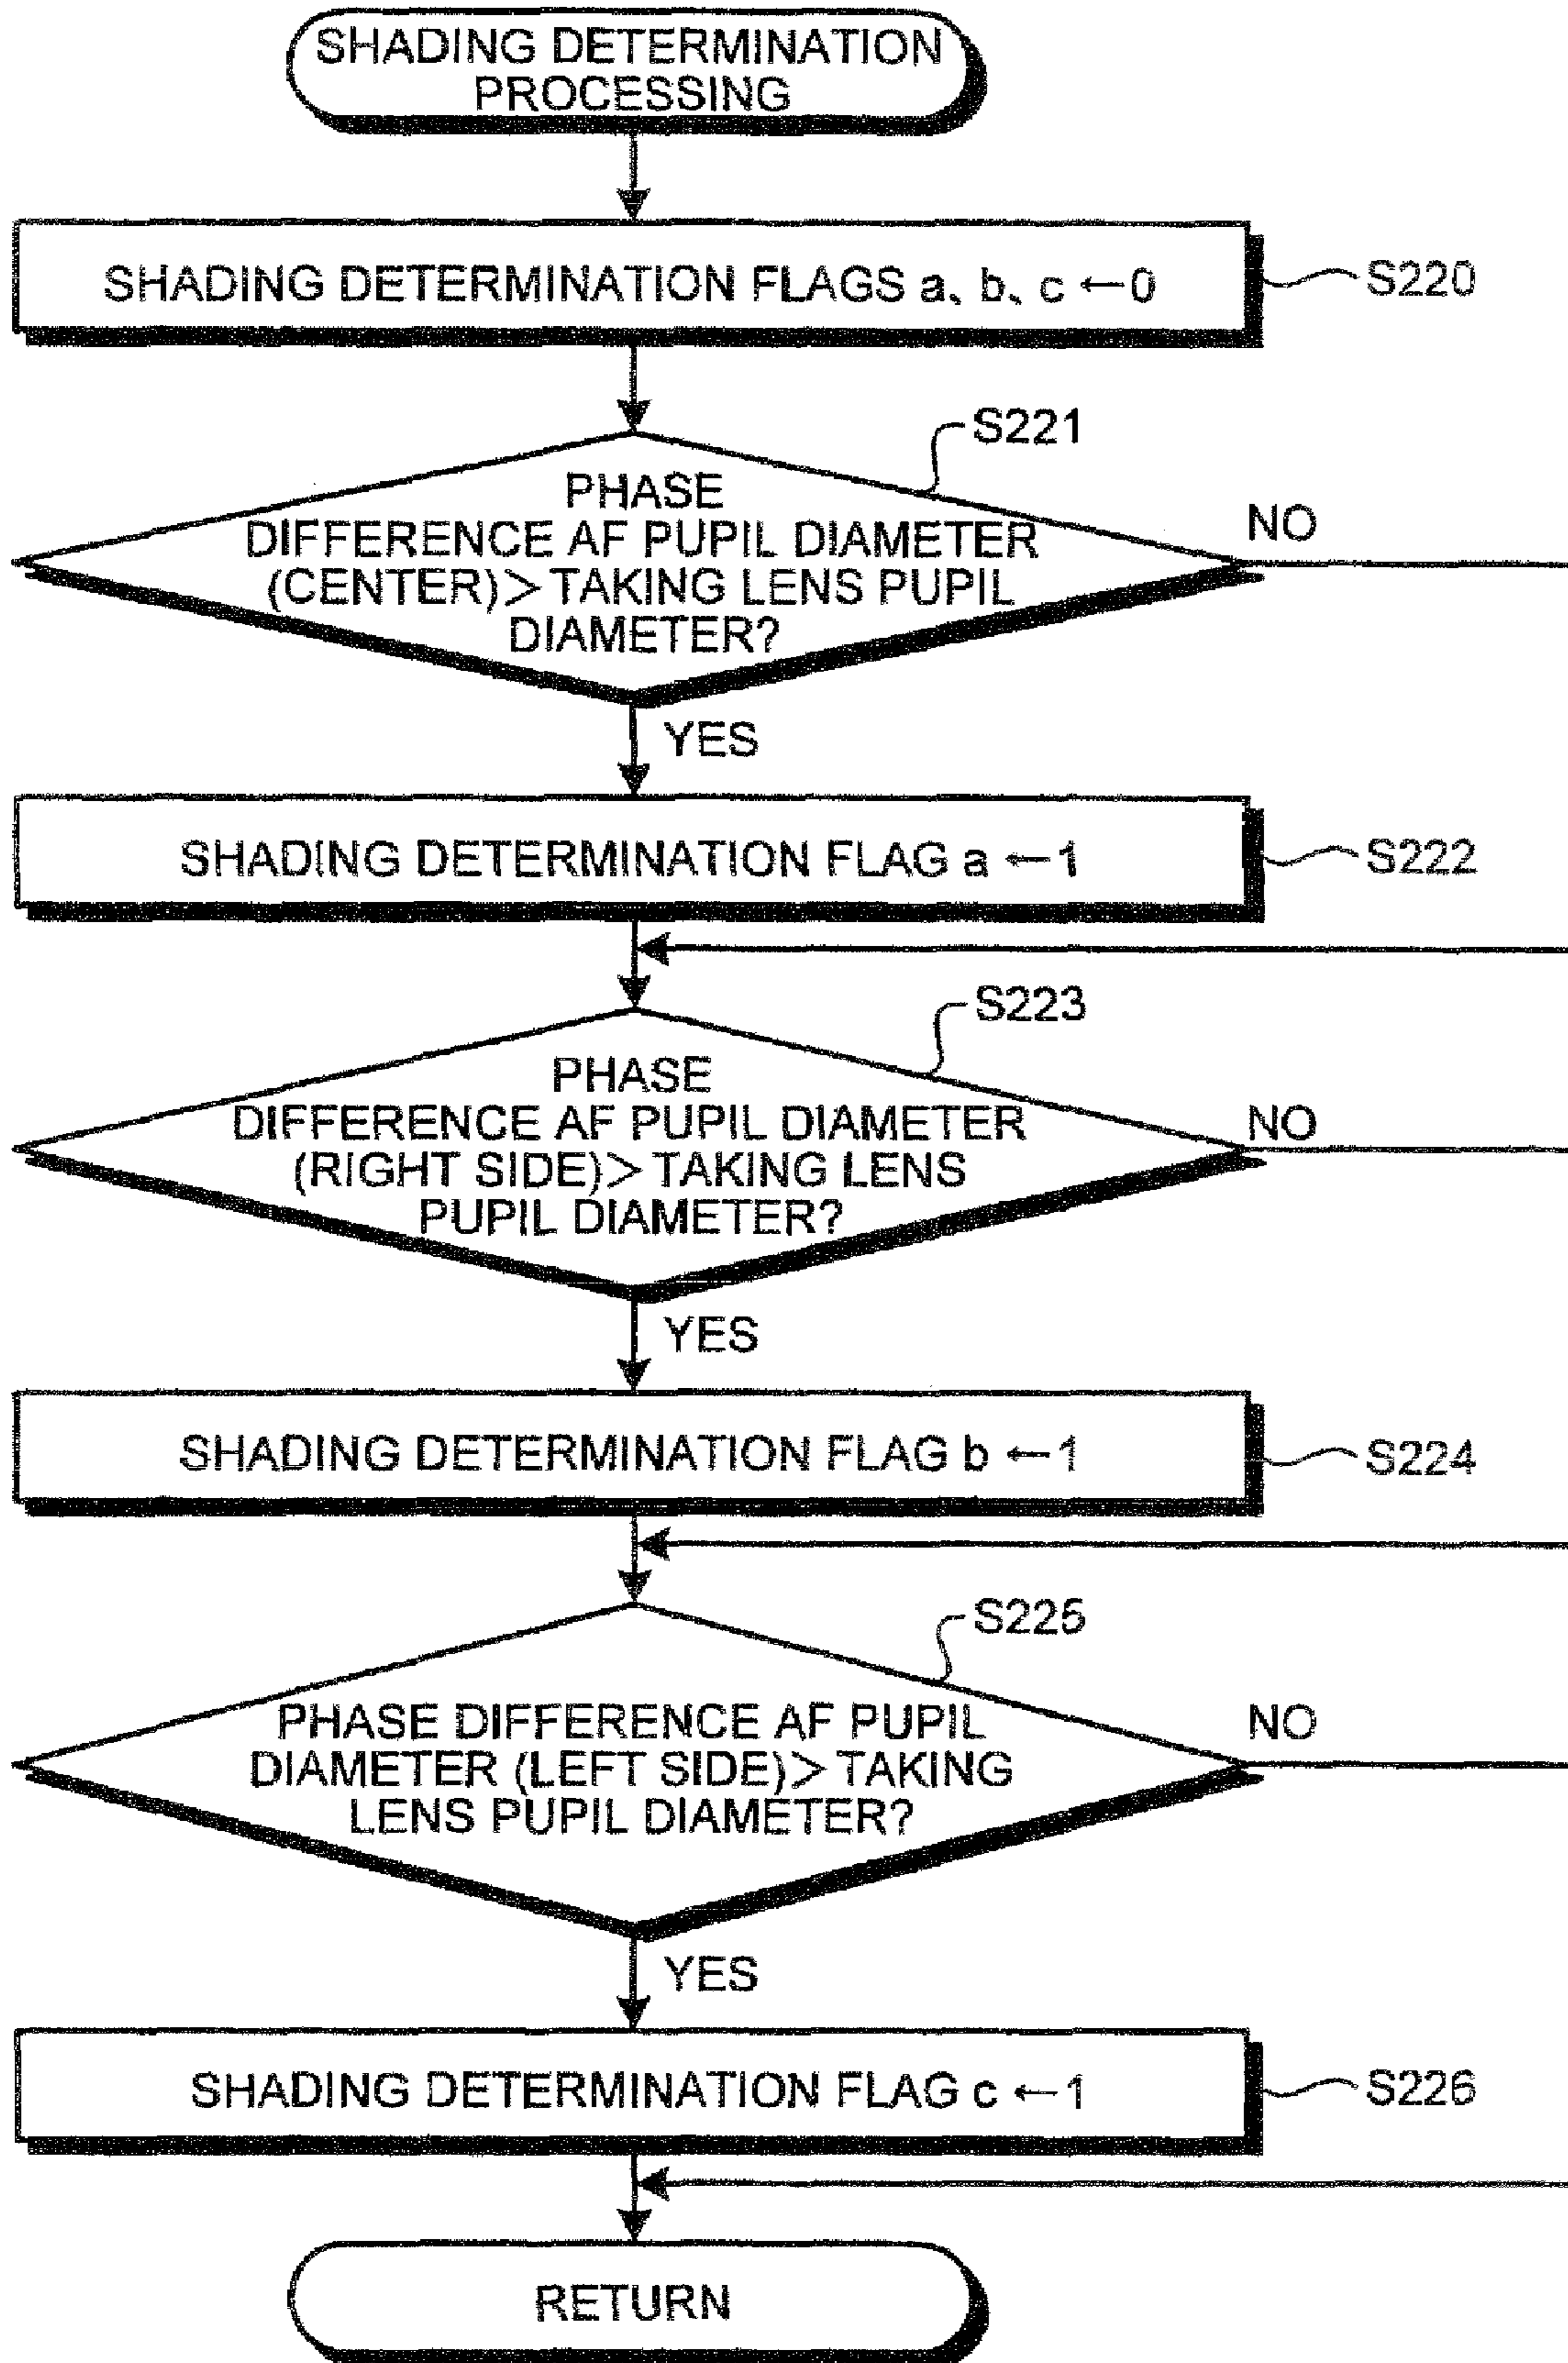 SHADING DETERMINATION
PROCESSING
SHADING DETERMINATION FLAGS a、b、c ←0
S220
S221
PHASE
DIFFERENCE AF PUPIL DIAMETER
(CENTER)> TAKING LENS PUPIL
DIAMETER?
NO
YES
SHADING DETERMINATION FLAG a ←1
S222
S223
PHASE
DIFFERENCE AF PUPIL DIAMETER
(RIGHT SIDE)> TAKING LENS
PUPIL DIAMETER?
NO
YES
SHADING DETERMINATION FLAG b ←1
S224
S225
PHASE DIFFERENCE AF PUPIL
DIAMETER (LEFT SIDE)> TAKING
LENS PUPIL DIAMETER?
NO
YES
SHADING DETERMINATION FLAG c ←1
S226
RETURN